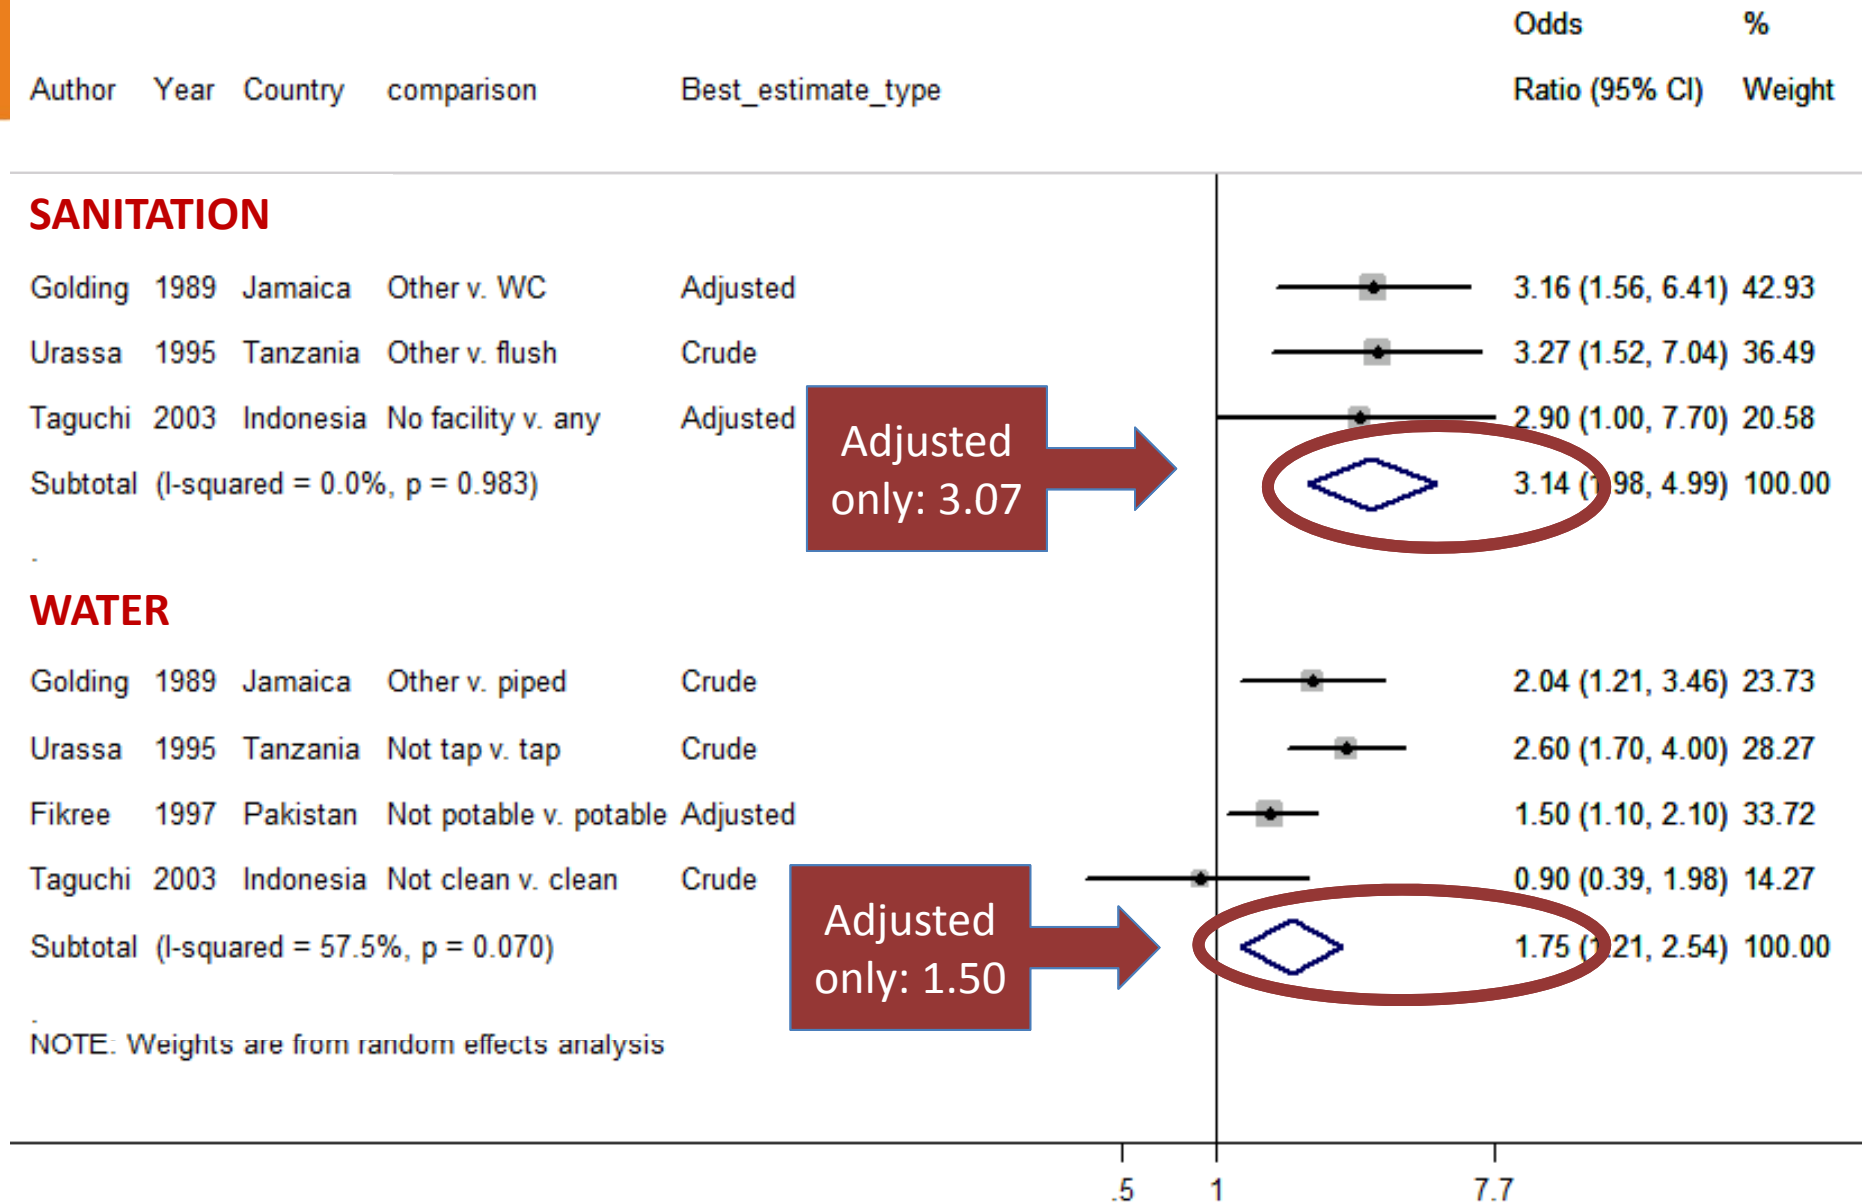 Odds %
Author Year Country comparison Best_estimate_type Ratio (95% CI) Weight
SANITATION
Golding 1989 Jamaica Other v. WC Adjusted 3.16 (1.56, 6.41) 42.93
Urassa 1995 Tanzania Other v. flush Crude 3.27 (1.52, 7.04) 36.49
Taguchi 2003 Indonesia No facility v. any Adjusted 2.90 (1.00, 7.70) 20.58
Adjusted
only: 3.07
Subtotal (I-squared = 0.0%, p = 0.983) 3.14 (1.98, 4.99) 100.00
.
WATER
Golding 1989 Jamaica Other v. piped Crude 2.04 (1.21, 3.46) 23.73
Urassa 1995 Tanzania Not tap v. tap Crude 2.60 (1.70, 4.00) 28.27
Fikree 1997 Pakistan Not potable v. potable Adjusted 1.50 (1.10, 2.10) 33.72
Taguchi 2003 Indonesia Not clean v. clean Crude 0.90 (0.39, 1.98) 14.27
Adjusted
only: 1.50
Subtotal (I-squared = 57.5%, p = 0.070) 1.75 (1.21, 2.54) 100.00
.
NOTE: Weights are from random effects analysis
.5 1 7.7